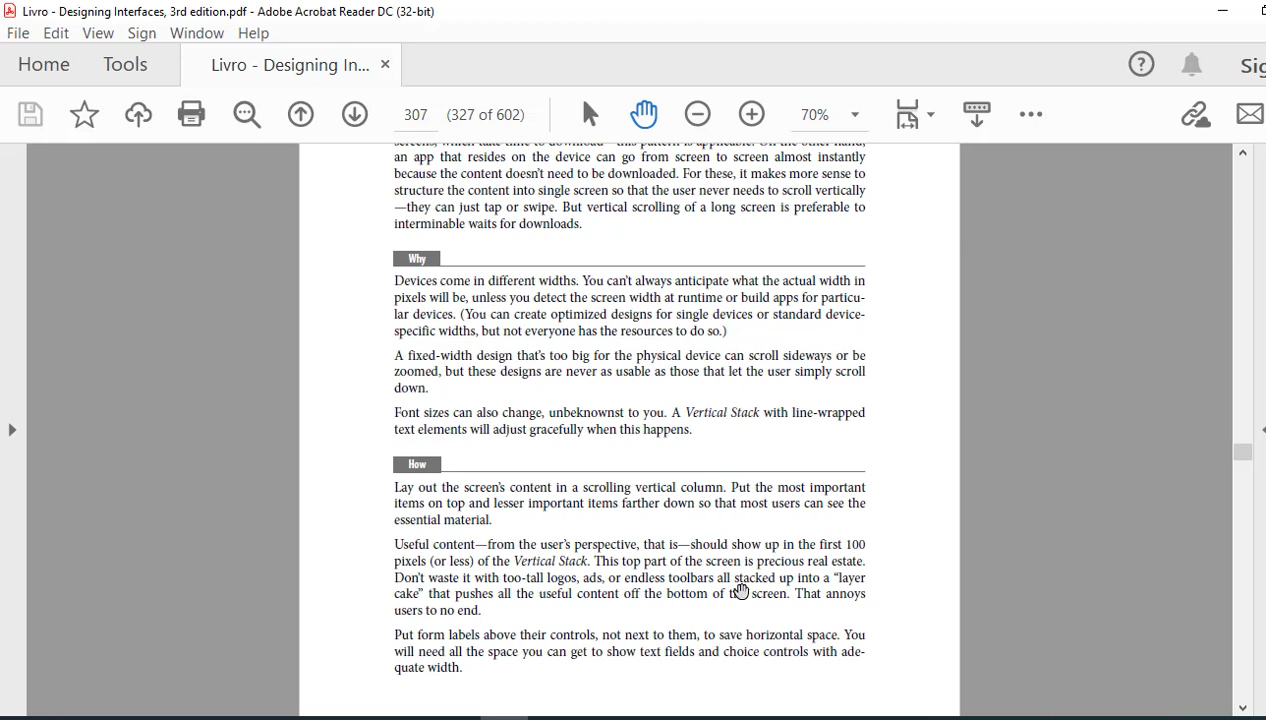 Livro - Designing Interfaces, 3rd edition.pdf - Adobe Acrobat Reader DC (32-bit)
File Edit View Sign Window Help
Home Tools Livro - Designing In... ×
Sig
307 (327 of 602) 70%
screens, which take time to download—this pattern is applicable. On the other hand,
an app that resides on the device can go from screen to screen almost instantly
because the content doesn't need to be downloaded. For these, it makes more sense to
structure the content into single screen so that the user never needs to scroll vertically
—they can just tap or swipe. But vertical scrolling of a long screen is preferable to
interminable waits for downloads.
Why
Devices come in different widths. You can't always anticipate what the actual width in
pixels will be, unless you detect the screen width at runtime or build apps for particu-
lar devices. (You can create optimized designs for single devices or standard device-
specific widths, but not everyone has the resources to do so.)
A fixed-width design that's too big for the physical device can scroll sideways or be
zoomed, but these designs are never as usable as those that let the user simply scroll
down.
Font sizes can also change, unbeknownst to you. A Vertical Stack with line-wrapped
text elements will adjust gracefully when this happens.
How
Lay out the screen's content in a scrolling vertical column. Put the most important
items on top and lesser important items farther down so that most users can see the
essential material.
Useful content—from the user's perspective, that is—should show up in the first 100
pixels (or less) of the Vertical Stack. This top part of the screen is precious real estate.
Don't waste it with too-tall logos, ads, or endless toolbars all stacked up into a “layer
cake” that pushes all the useful content off the bottom of the screen. That annoys
users to no end.
Put form labels above their controls, not next to them, to save horizontal space. You
will need all the space you can get to show text fields and choice controls with ade-
quate width.